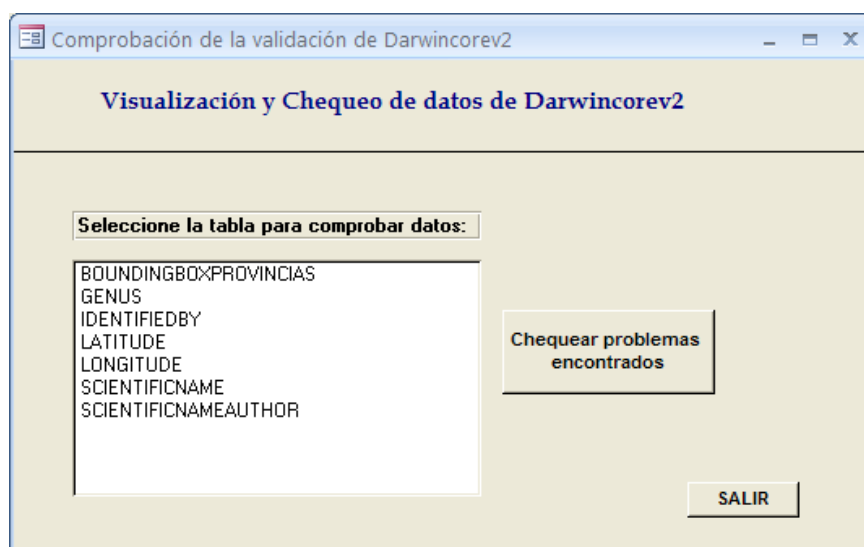 Comprobación de la validación de Darwincorev2
Visualización y Chequeo de datos de Darwincorev2
Seleccione la tabla para comprobar datos:
BOUNDINGBOXPROVINCIAS
GENUS
IDENTIFIEDBY
LATITUDE
LONGITUDE
SCIENTIFICNAME
SCIENTIFICNAMEAUTHOR
Chequear problemas
encontrados
SALIR